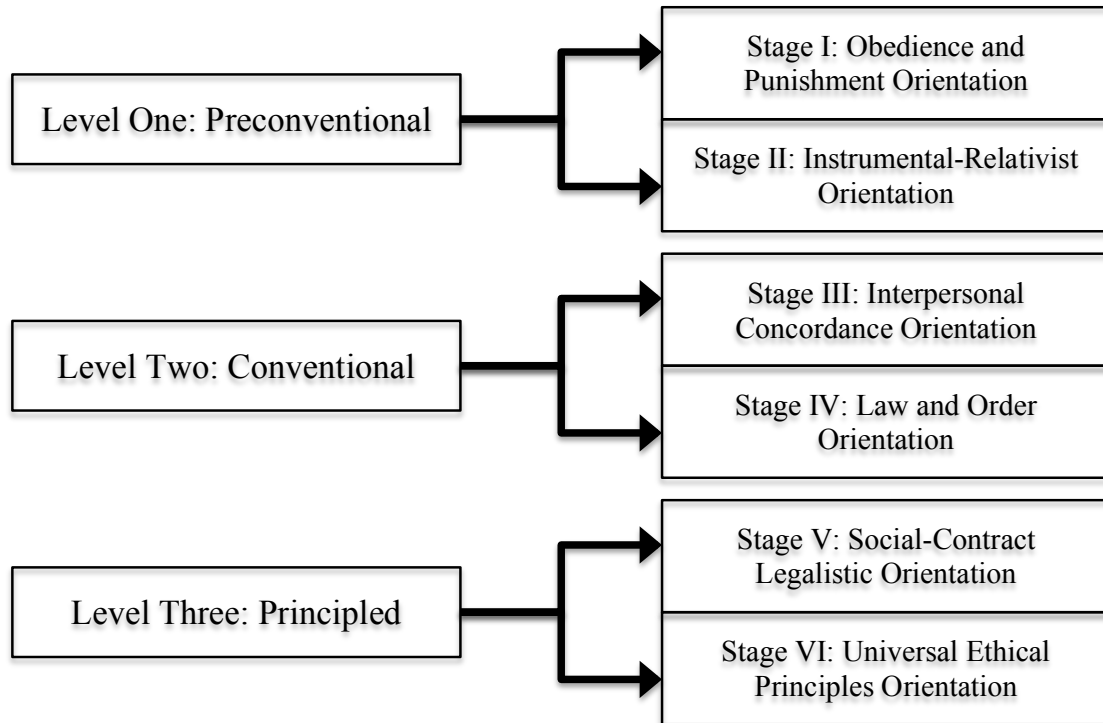 Level One: Preconventional
Stage I: Obedience and
Punishment Orientation
Stage II: Instrumental-Relativist
Orientation
Level Two: Conventional
Stage III: Interpersonal
Concordance Orientation
Stage IV: Law and Order
Orientation
Level Three: Principled
Stage V: Social-Contract
Legalistic Orientation
Stage VI: Universal Ethical
Principles Orientation